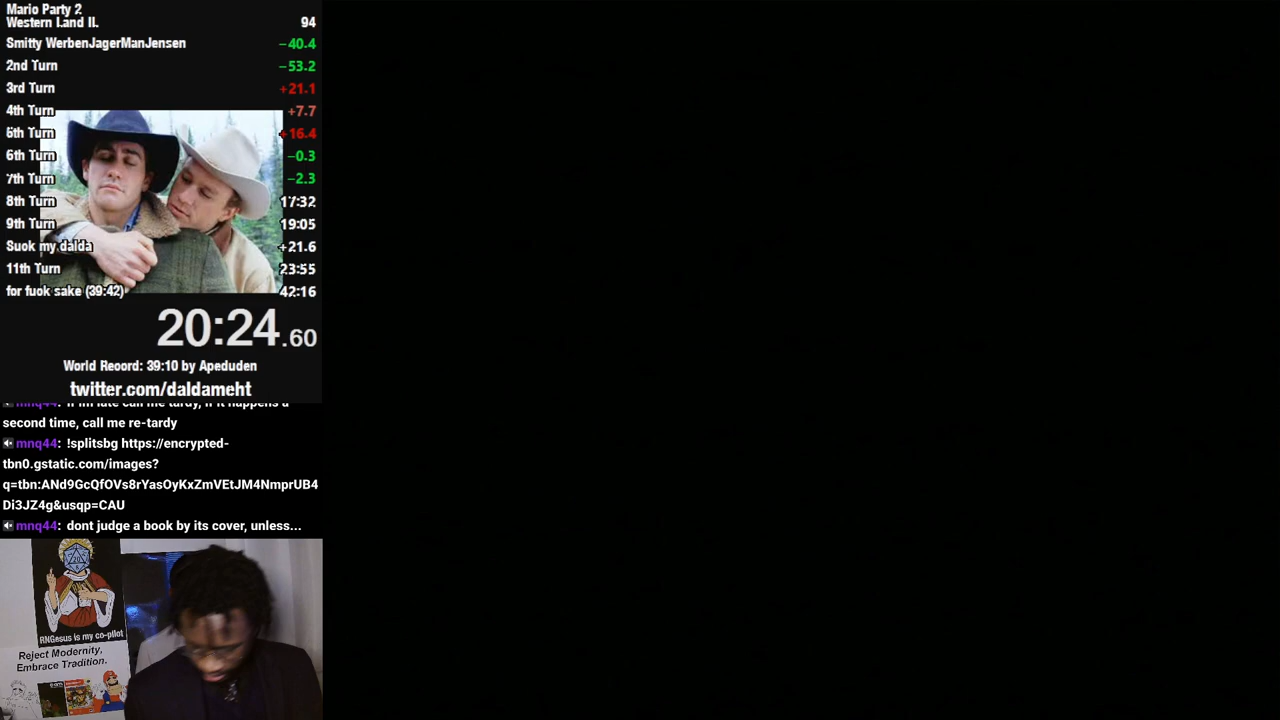 Mario Party 2
Western Land II. 94
Smitty WerbenJagerManJensen −40.4
2nd Turn −53.2
3rd Turn +21.1
4th Turn +7.7
5th Turn +16.4
6th Turn −0.3
7th Turn −2.3
8th Turn 17:32
9th Turn 19:05
Suok my dalda +21.6
11th Turn 23:55
for fuok sake (39:42) 42:16
20:24.60
World Reoord: 39:10 by Apeduden
twitter.com/daldameht
mnq44: if im late call me tardy, if it happens a
second time, call me re-tardy
mnq44: !splitsbg https://encrypted-
tbn0.gstatic.com/images?
q=tbn:ANd9GcQfOVs8rYasOyKxZmVEtJM4NmprUB4
Di3JZ4g&usqp=CAU
mnq44: dont judge a book by its cover, unless...
RNGesus is my co-pilot
Reject Modernity,
Embrace Tradition.